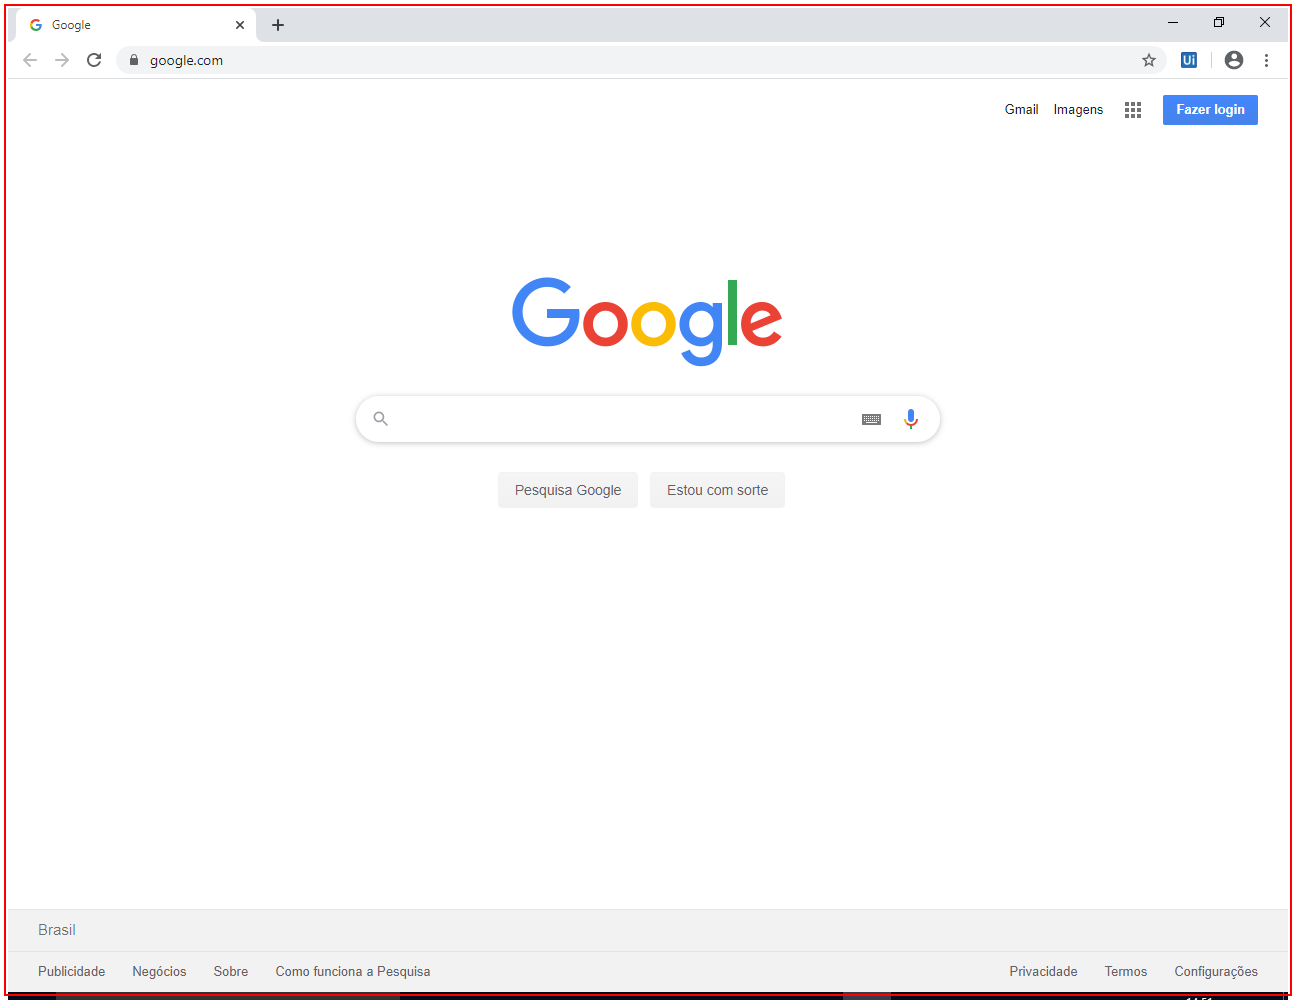 Google
google.com
Ui
Gmail Imagens Fazer login
Google
Pesquisa Google Estou com sorte
Brasil
Publicidade Negócios Sobre Como funciona a Pesquisa Privacidade Termos Configurações